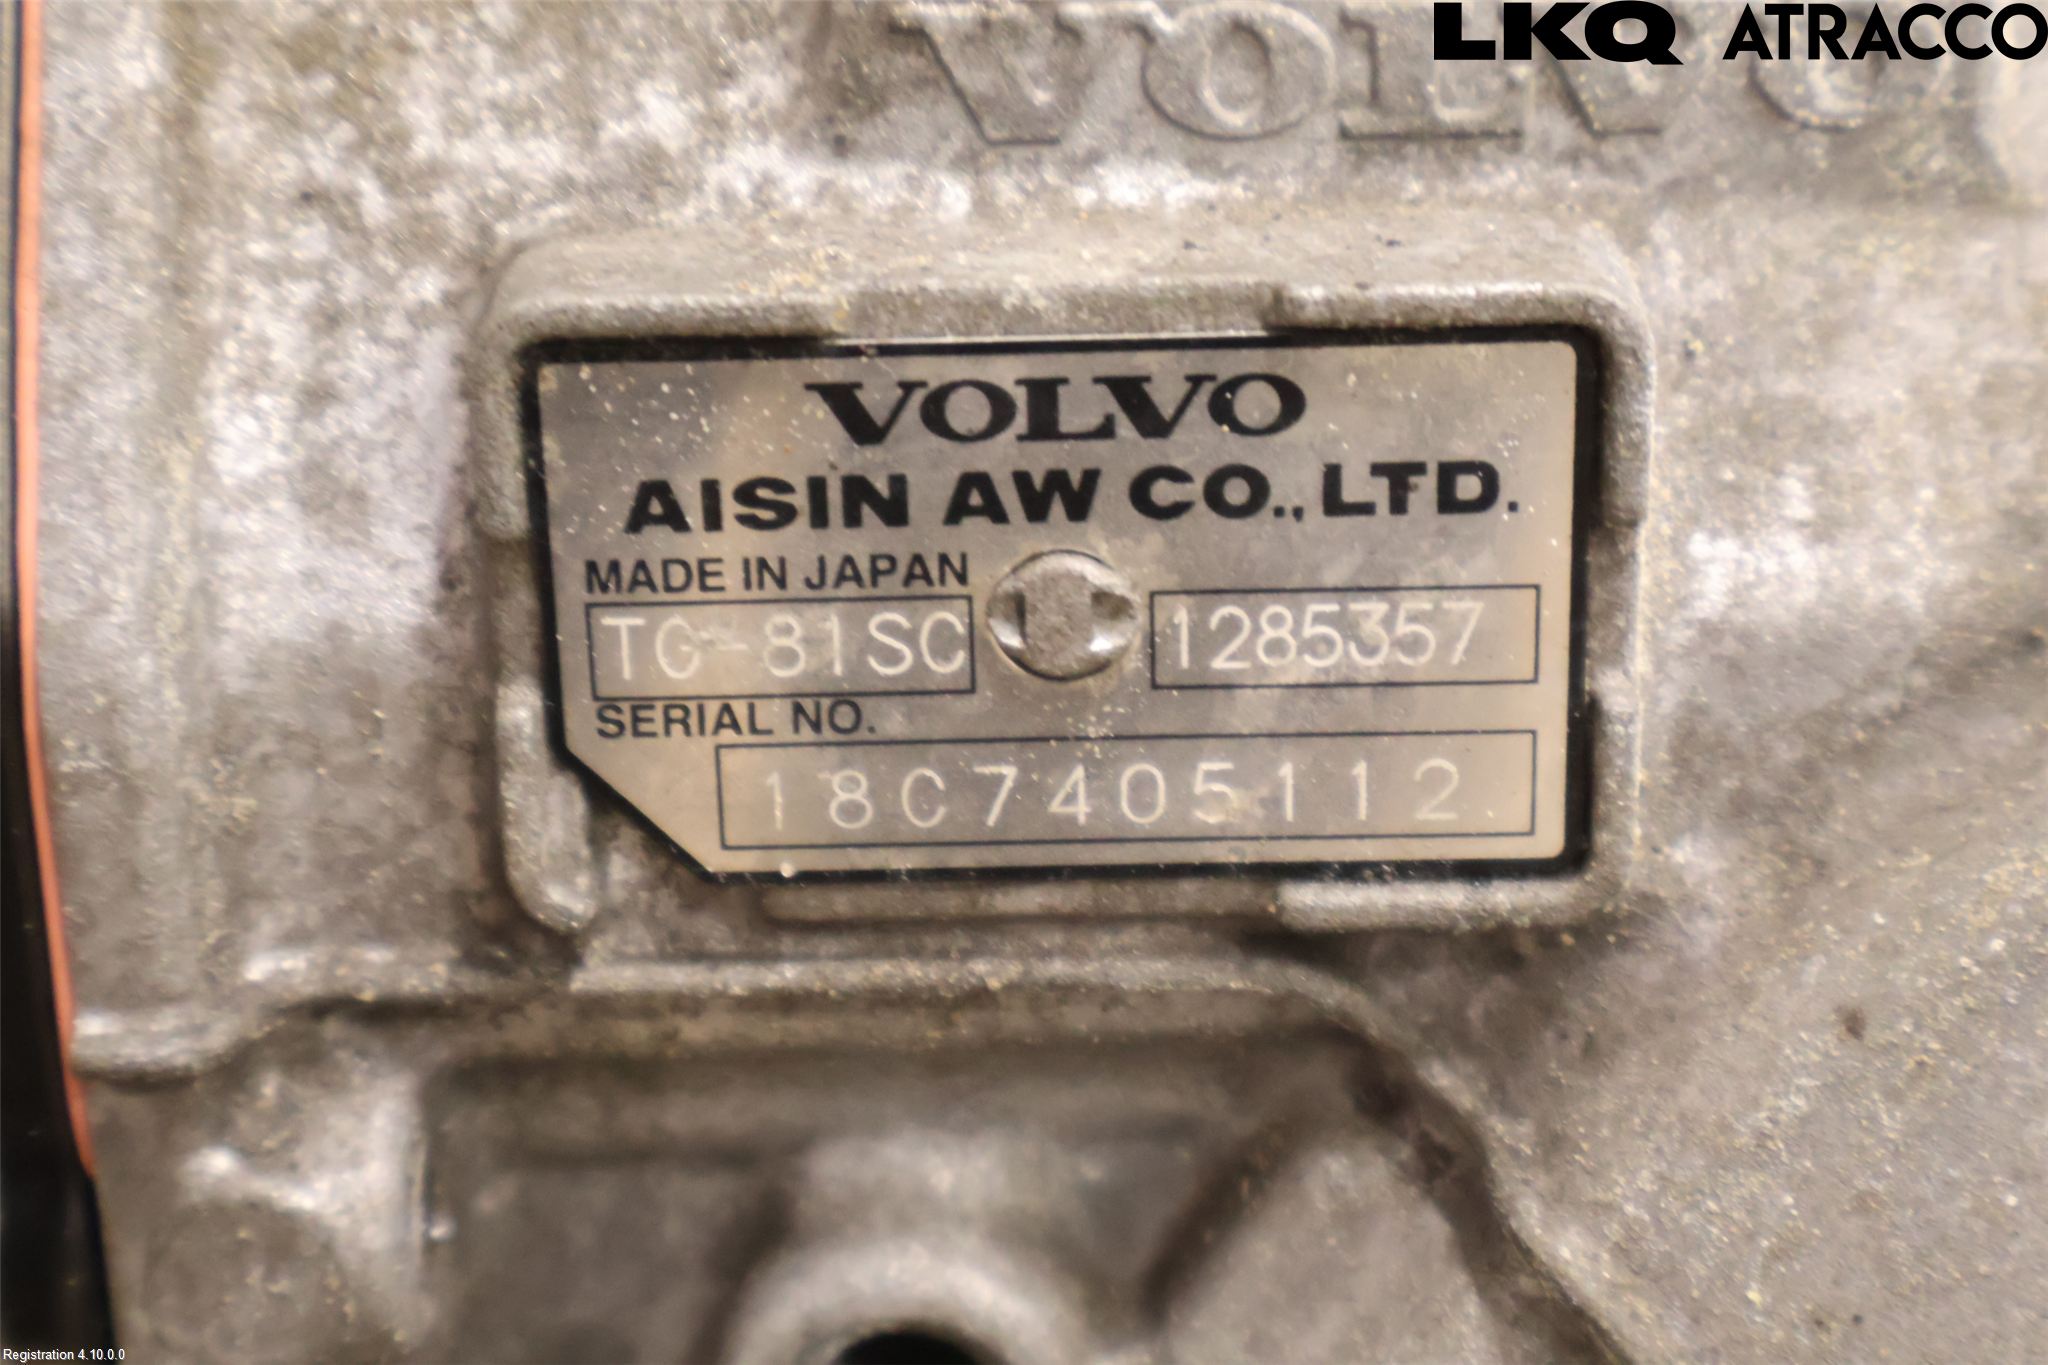 LKQ ATRACCO
VOLVO
VOLVO
AISIN AW CO., LTD.
MADE IN JAPAN
TG-81SC 1285357
SERIAL NO.
18C7405112
Registration 4.10.0.0